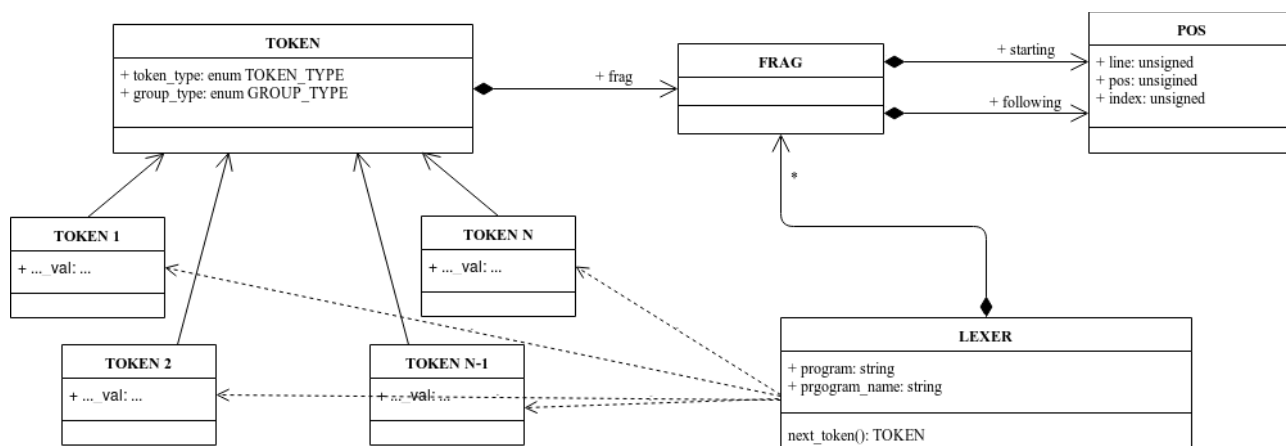 TOKEN
+ token_type: enum TOKEN_TYPE
+ group_type: enum GROUP_TYPE
+ frag
FRAG
+ starting
+ following
POS
+ line: unsigned
+ pos: unsigined
+ index: unsigned
*
TOKEN 1
+ ..._val: ...
TOKEN N
+ ..._val: ...
TOKEN 2
+ ..._val: ...
TOKEN N-1
+ ..._val: ...
LEXER
+ program: string
+ prgogram_name: string
next_token(): TOKEN